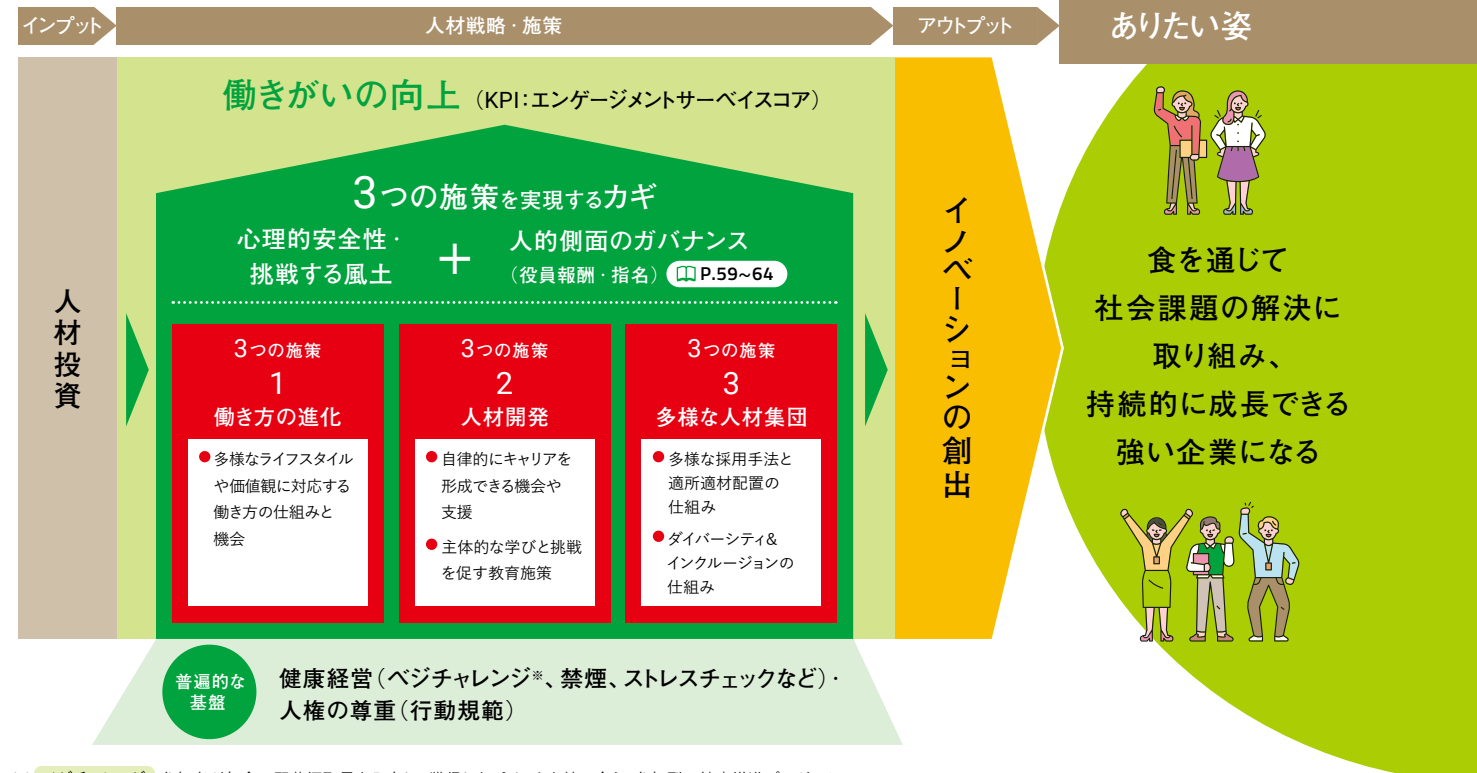 インプット
人材戦略・施策
アウトプット
ありたい姿
人材投資
働きがいの向上（KPI：エンゲージメントサーベイスコア）
3つの施策を実現するカギ
心理的安全性・
挑戦する風土
＋
人的側面のガバナンス
（役員報酬・指名） P.59~64
3つの施策
1
働き方の進化
●多様なライフスタイル
や価値観に対応する
働き方の仕組みと
機会
3つの施策
2
人材開発
●自律的にキャリアを
形成できる機会や
支援
●主体的な学びと挑戦
を促す教育施策
3つの施策
3
多様な人材集団
●多様な採用手法と
適所適材配置の
仕組み
●ダイバーシティ&
インクルージョンの
仕組み
イノベーションの創出
食を通じて
社会課題の解決に
取り組み、
持続的に成長できる
強い企業になる
普遍的な
基盤
健康経営（ベジチャレンジ※、禁煙、ストレスチェックなど）・
人権の尊重（行動規範）